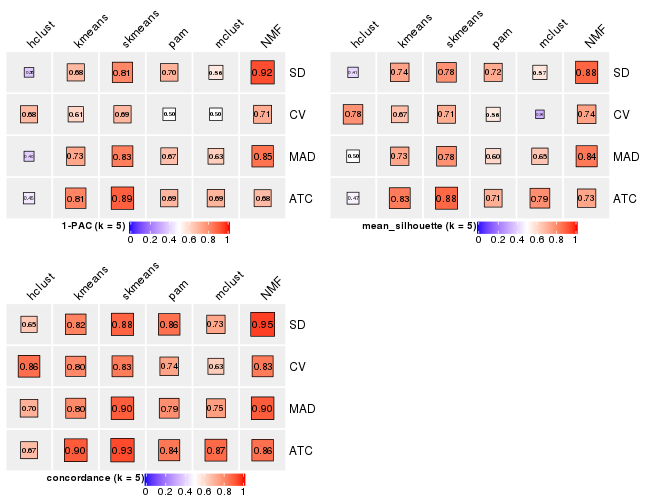 hclust kmeans skmeans pam mclust NMF
0.68 0.81 0.70 0.56 0.92 SD
0.68 0.61 0.69 0.50 0.50 0.71 CV
0.73 0.83 0.67 0.63 0.85 MAD
0.81 0.89 0.69 0.69 0.68 ATC
1-PAC (k = 5)
0 0.2 0.4 0.6 0.8 1
hclust kmeans skmeans pam mclust NMF
0.41 0.74 0.78 0.72 0.57 0.88 SD
0.78 0.67 0.71 0.56 0.74 CV
0.50 0.73 0.78 0.60 0.65 0.84 MAD
0.47 0.83 0.88 0.71 0.79 0.73 ATC
mean_silhouette (k = 5)
0 0.2 0.4 0.6 0.8 1
hclust kmeans skmeans pam mclust NMF
0.65 0.82 0.88 0.86 0.73 0.95 SD
0.86 0.80 0.83 0.74 0.63 0.83 CV
0.70 0.80 0.90 0.79 0.75 0.90 MAD
0.67 0.90 0.93 0.84 0.87 0.86 ATC
concordance (k = 5)
0 0.2 0.4 0.6 0.8 1